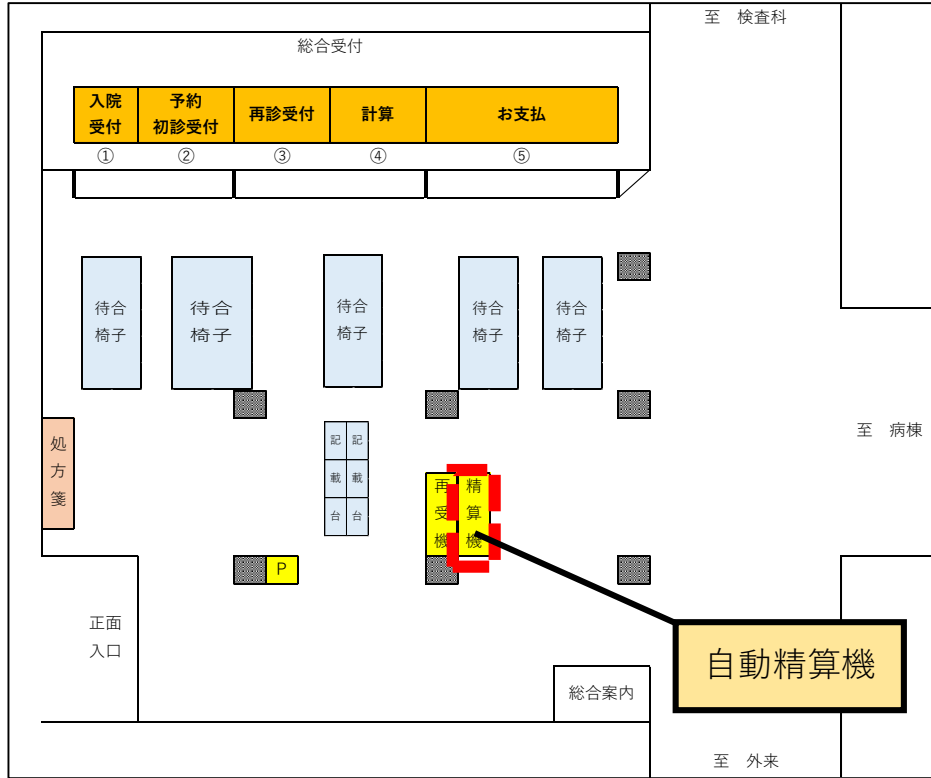 至　検査科
総合受付
入院
受付
予約
初診受付
再診受付
計算
お支払
①
②
③
④
⑤
待合
椅子
待合
椅子
待合
椅子
待合
椅子
待合
椅子
処方箋
記載台
記載台
再受機
精算機
至　病棟
P
正面
入口
自動精算機
総合案内
至　外来